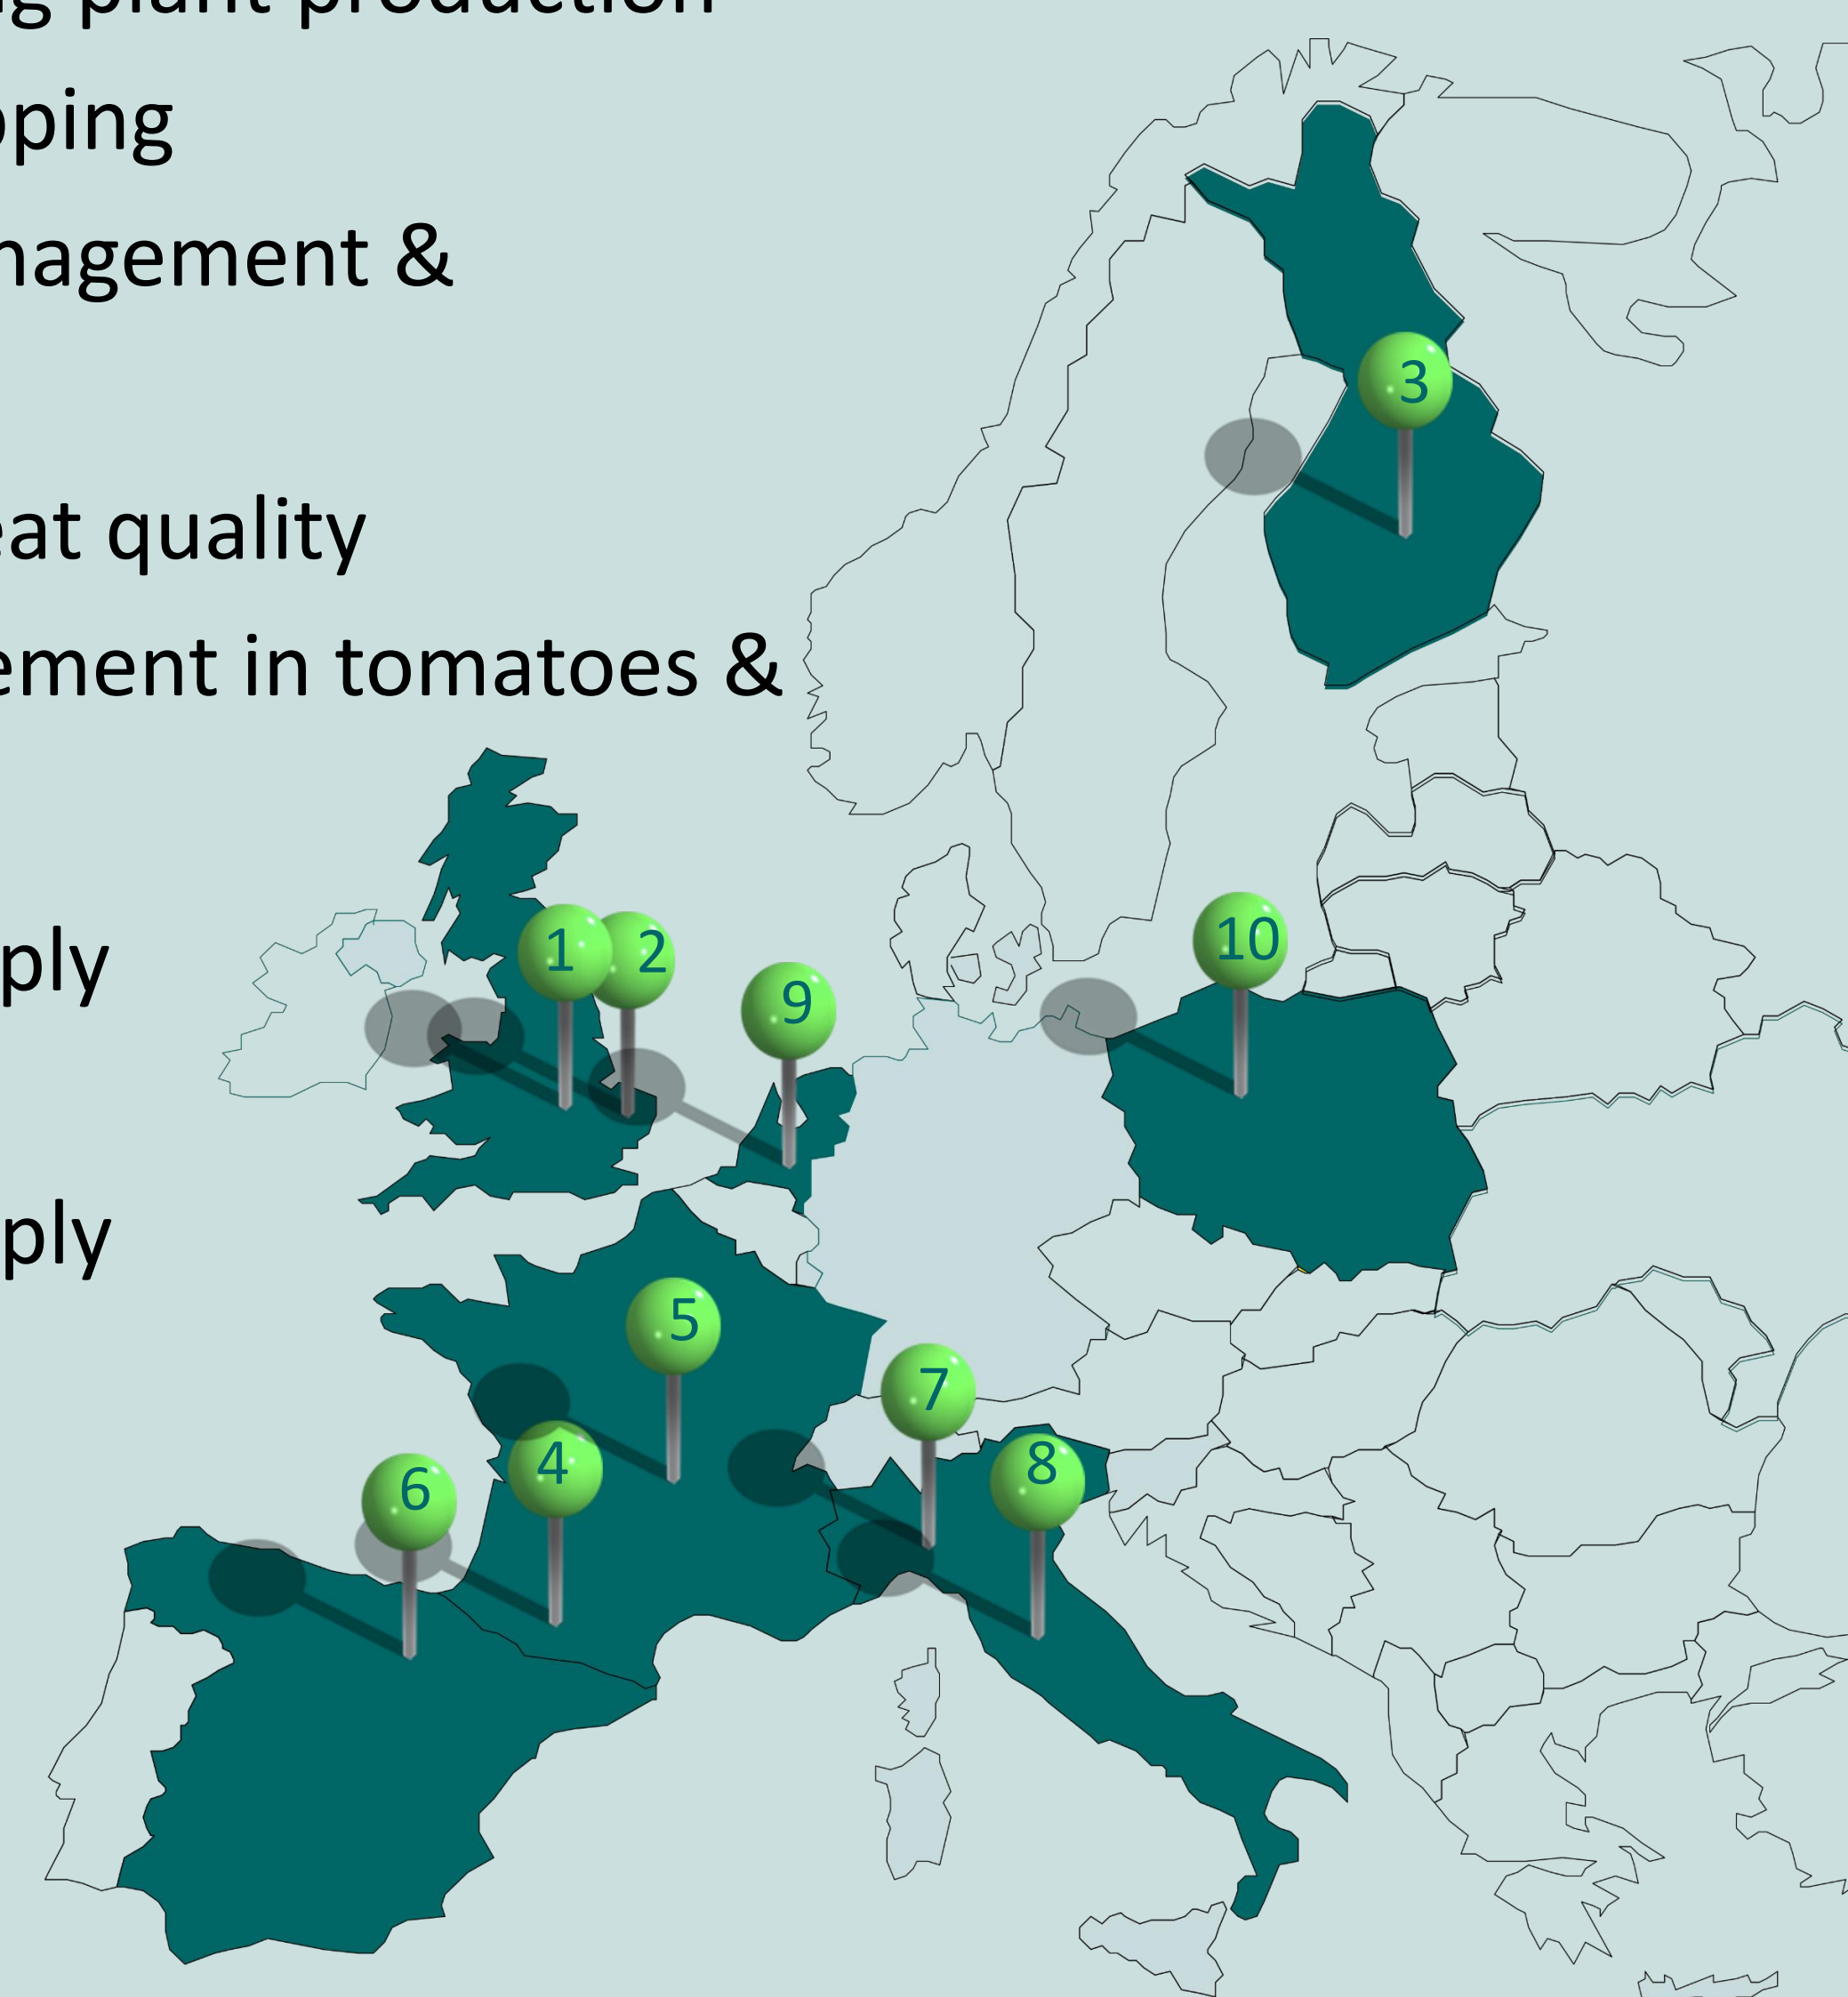 g plant production
ping
nagement &
eat quality
ement in tomatoes &
ply
ply
3
1
2
9
10
5
7
4
8
6